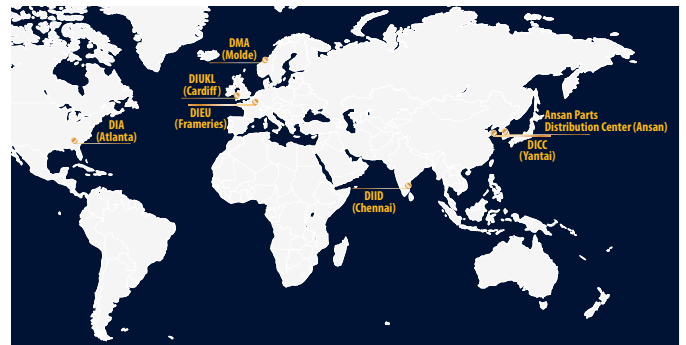 DMA
(Molde)
DIUKL
(Cardiff)
DIEU
(Frameries)
DIA
(Atlanta)
Ansan Parts
Distribution Center (Ansan)
DICC
(Yantai)
DIID
(Chennai)